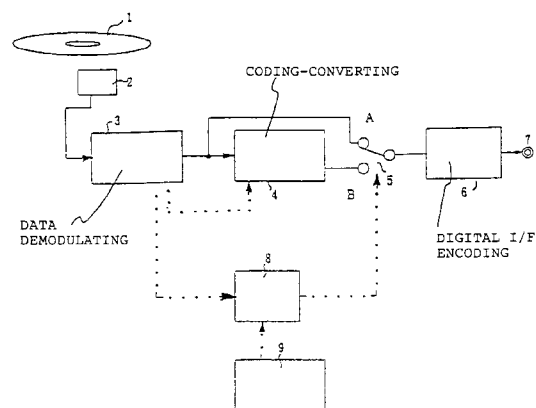 1
2
CODING-CONVERTING
3
A
7
4
B
5
6
DATA
DEMODULATING
DIGITAL I/F
ENCODING
8
9